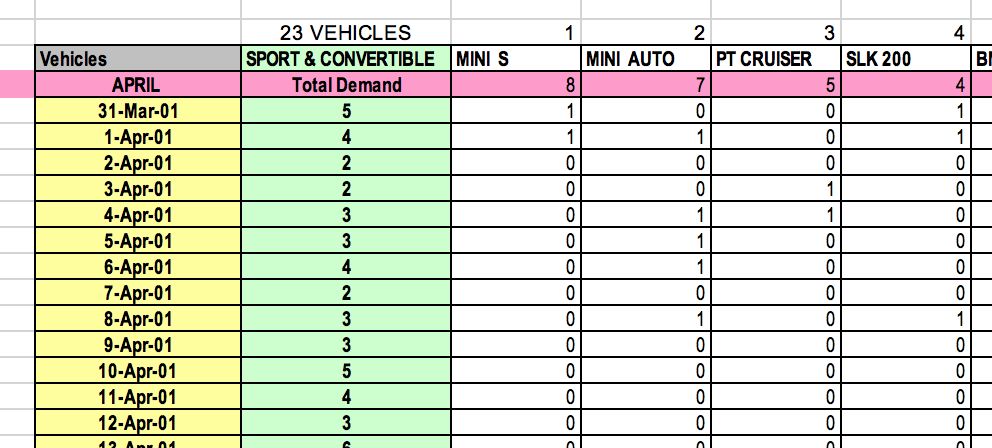 23 VEHICLES 1 2 3 4
Vehicles SPORT & CONVERTIBLE MINI S MINI AUTO PT CRUISER SLK 200
APRIL Total Demand 8 7 5 4
31-Mar-01 5 1 0 0 1
1-Apr-01 4 1 1 0 1
2-Apr-01 2 0 0 0 0
3-Apr-01 2 0 0 1 0
4-Apr-01 3 0 1 1 0
5-Apr-01 3 0 1 0 0
6-Apr-01 4 0 1 0 0
7-Apr-01 2 0 0 0 0
8-Apr-01 3 0 1 0 1
9-Apr-01 3 0 0 0 0
10-Apr-01 5 0 0 0 0
11-Apr-01 4 0 0 0 0
12-Apr-01 3 0 0 0 0
13-Apr-01 6